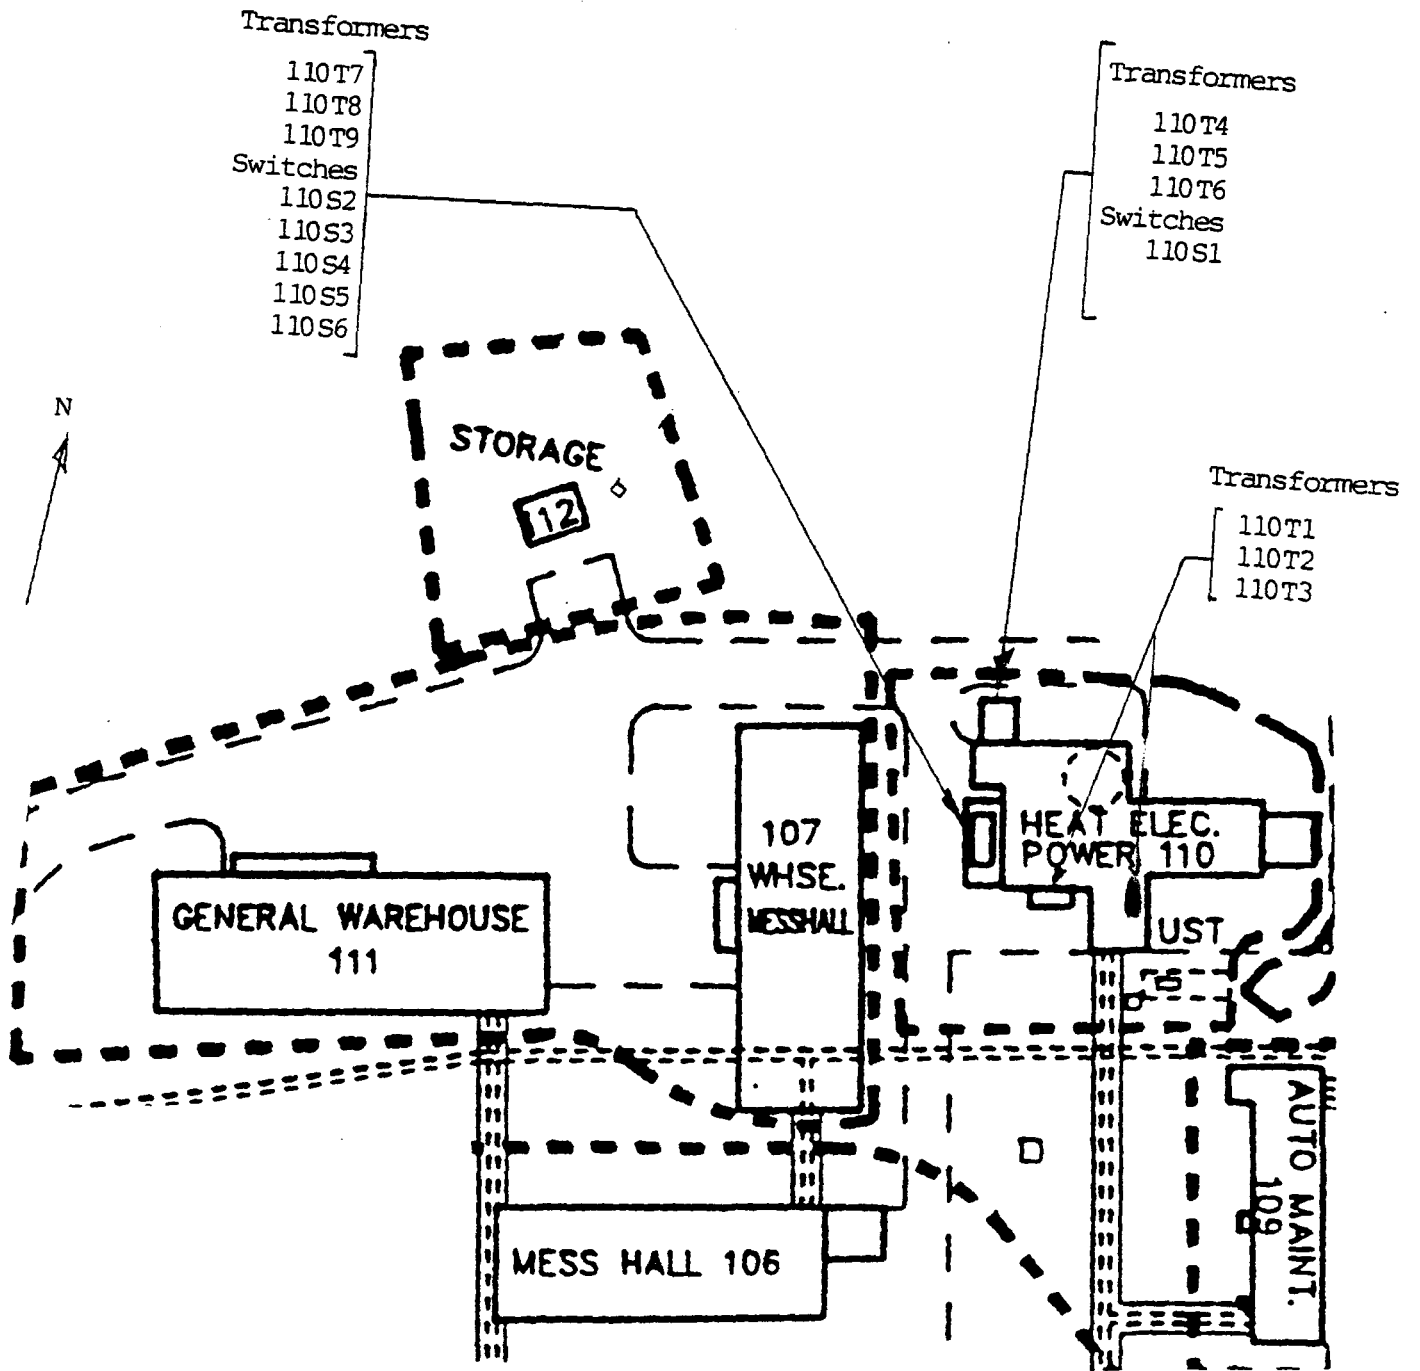 Transformers
110T7
110T8
110T9
Switches
110S2
110S3
110S4
110S5
110S6
Transformers
110T4
110T5
110T6
Switches
110S1
N
STORAGE
112
Transformers
110T1
110T2
110T3
107
WHSE.
MESSHALL
HEAT ELEC.
POWER 110
GENERAL WAREHOUSE
111
UST
MESS HALL 106
AUTO MAINT.
109